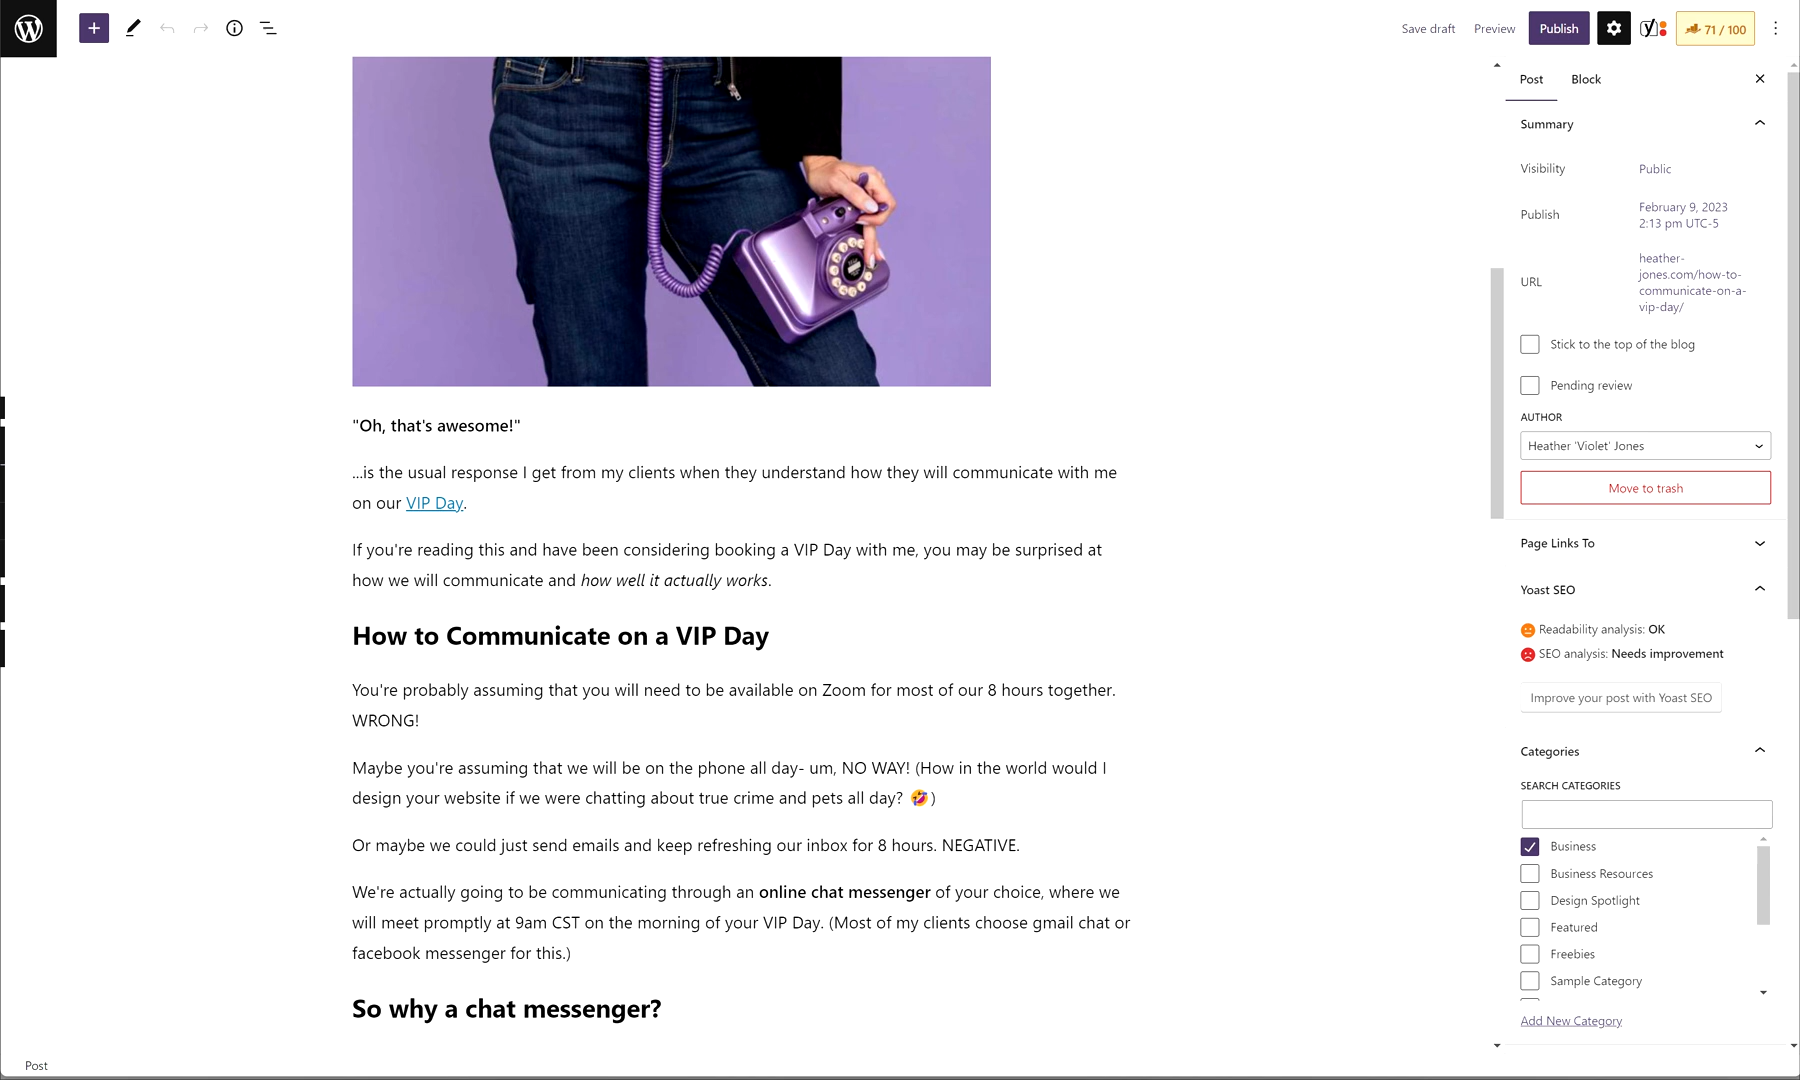 Save draft
Preview
Publish
71 / 100
Post
Block
Summary
Visibility
Public
Publish
February 9, 2023
2:13 pm UTC-5
URL
heather-
jones.com/how-to-
communicate-on-a-
vip-day/
Stick to the top of the blog
Pending review
AUTHOR
Heather 'Violet' Jones
Move to trash
Page Links To
Yoast SEO
Readability analysis: OK
SEO analysis: Needs improvement
Improve your post with Yoast SEO
Categories
SEARCH CATEGORIES
Business
Business Resources
Design Spotlight
Featured
Freebies
Sample Category
Add New Category
"Oh, that's awesome!"
...is the usual response I get from my clients when they understand how they will communicate with me
on our VIP Day.
If you're reading this and have been considering booking a VIP Day with me, you may be surprised at
how we will communicate and how well it actually works.
How to Communicate on a VIP Day
You're probably assuming that you will need to be available on Zoom for most of our 8 hours together.
WRONG!
Maybe you're assuming that we will be on the phone all day- um, NO WAY! (How in the world would I
design your website if we were chatting about true crime and pets all day? 🤣)
Or maybe we could just send emails and keep refreshing our inbox for 8 hours. NEGATIVE.
We're actually going to be communicating through an online chat messenger of your choice, where we
will meet promptly at 9am CST on the morning of your VIP Day. (Most of my clients choose gmail chat or
facebook messenger for this.)
So why a chat messenger?
Post